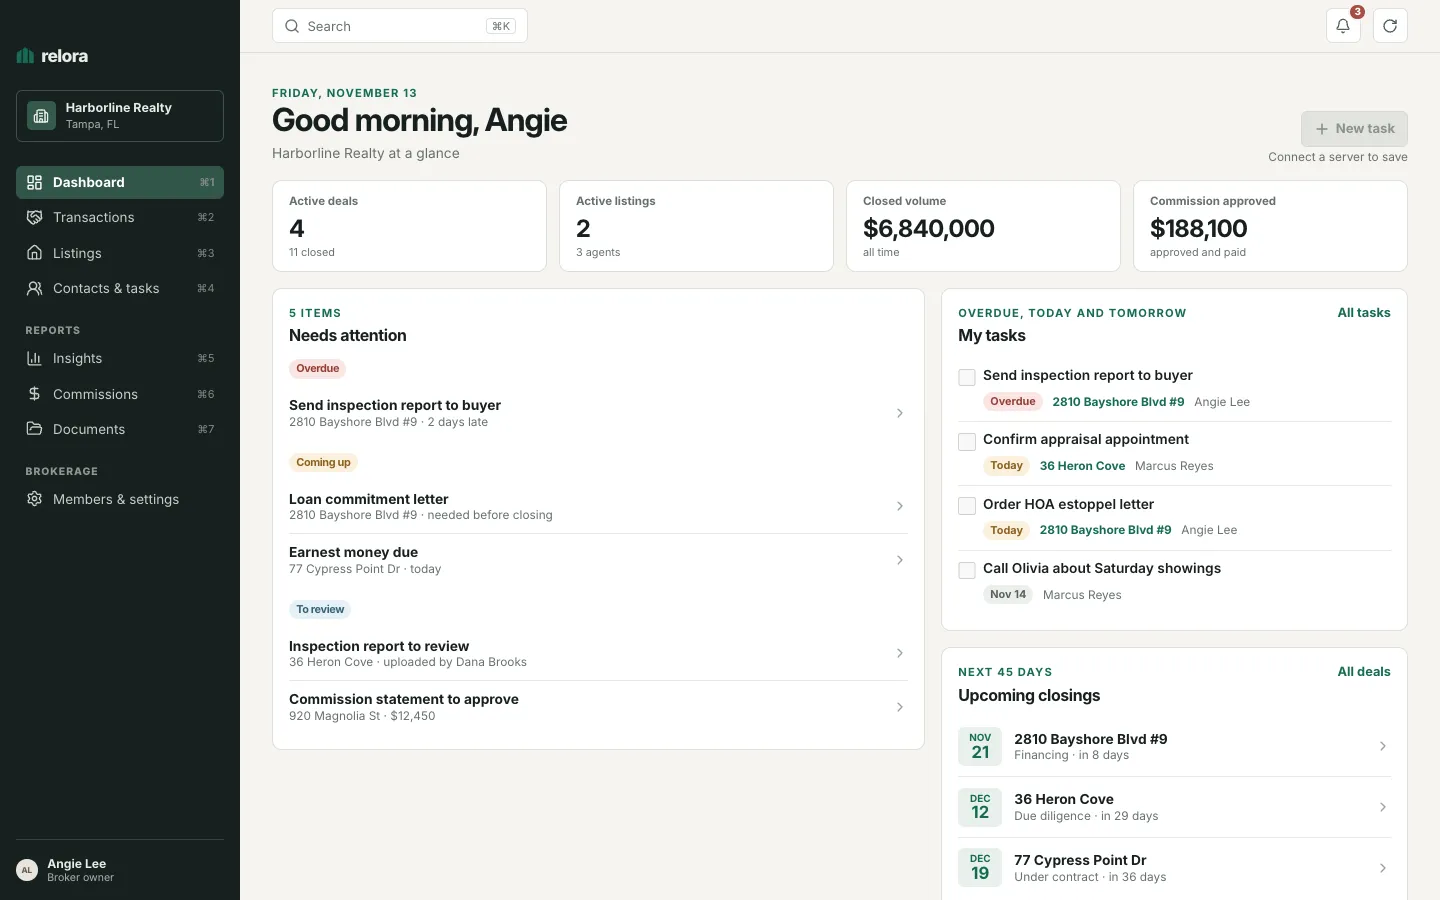 relora
Harborline Realty
Tampa, FL
Dashboard ⌘1
Transactions ⌘2
Listings ⌘3
Contacts & tasks ⌘4
REPORTS
Insights ⌘5
Commissions ⌘6
Documents ⌘7
BROKERAGE
Members & settings
AL
Angie Lee
Broker owner
Search ⌘K
3
FRIDAY, NOVEMBER 13
Good morning, Angie
Harborline Realty at a glance
New task
Connect a server to save
Active deals
4
11 closed
Active listings
2
3 agents
Closed volume
$6,840,000
all time
Commission approved
$188,100
approved and paid
5 ITEMS
Needs attention
Overdue
Send inspection report to buyer
2810 Bayshore Blvd #9 · 2 days late
Coming up
Loan commitment letter
2810 Bayshore Blvd #9 · needed before closing
Earnest money due
77 Cypress Point Dr · today
To review
Inspection report to review
36 Heron Cove · uploaded by Dana Brooks
Commission statement to approve
920 Magnolia St · $12,450
OVERDUE, TODAY AND TOMORROW All tasks
My tasks
Send inspection report to buyer
Overdue 2810 Bayshore Blvd #9 Angie Lee
Confirm appraisal appointment
Today 36 Heron Cove Marcus Reyes
Order HOA estoppel letter
Today 2810 Bayshore Blvd #9 Angie Lee
Call Olivia about Saturday showings
Nov 14 Marcus Reyes
NEXT 45 DAYS All deals
Upcoming closings
NOV
21
2810 Bayshore Blvd #9
Financing · in 8 days
DEC
12
36 Heron Cove
Due diligence · in 29 days
DEC
19
77 Cypress Point Dr
Under contract · in 36 days